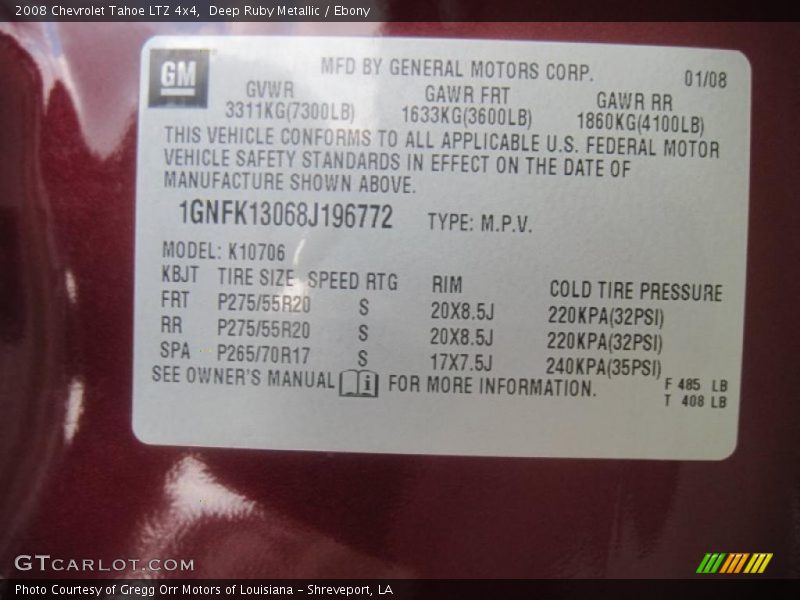 2008 Chevrolet Tahoe LTZ 4x4, Deep Ruby Metallic / Ebony
GM
MFD BY GENERAL MOTORS CORP. 01/08
GVWR GAWR FRT GAWR RR
3311KG(7300LB) 1633KG(3600LB) 1860KG(4100LB)
THIS VEHICLE CONFORMS TO ALL APPLICABLE U.S. FEDERAL MOTOR
VEHICLE SAFETY STANDARDS IN EFFECT ON THE DATE OF
MANUFACTURE SHOWN ABOVE.
1GNFK13068J196772 TYPE: M.P.V.
MODEL: K10706
KBJT TIRE SIZE SPEED RTG RIM COLD TIRE PRESSURE
FRT P275/55R20 S 20X8.5J 220KPA(32PSI)
RR P275/55R20 S 20X8.5J 220KPA(32PSI)
SPA P265/70R17 S 17X7.5J 240KPA(35PSI)
SEE OWNER'S MANUAL i FOR MORE INFORMATION.
F 485 LB
T 408 LB
GTCARLOT.COM
Photo Courtesy of Gregg Orr Motors of Louisiana - Shreveport, LA